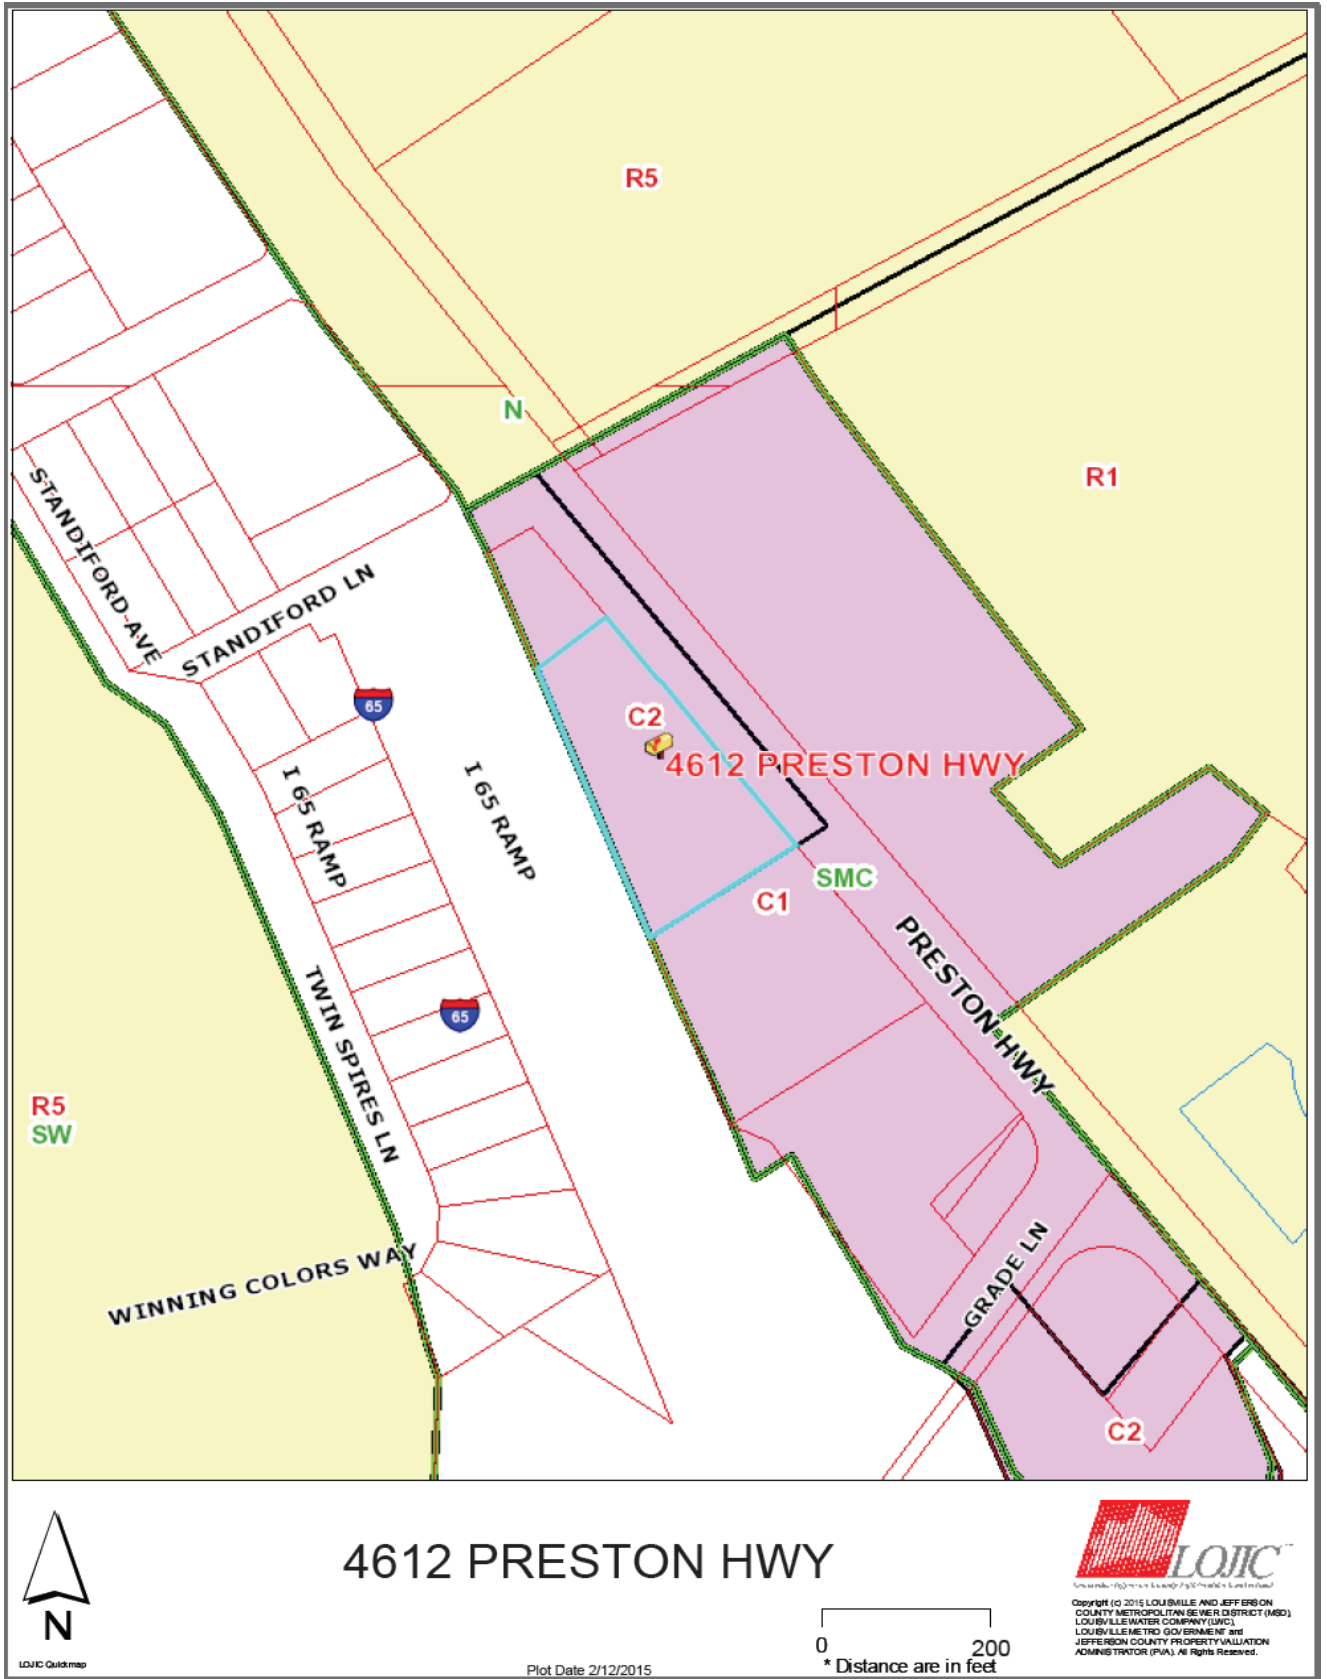 R5
N
R1
STANDIFORD AVE
STANDIFORD LN
65
C2
4612 PRESTON HWY
I 65 RAMP
I 65 RAMP
SMC
C1
PRESTON HWY
65
TWIN SPIRES LN
R5
SW
GRADE LN
WINNING COLORS WAY
C2
N
4612 PRESTON HWY
LOJIC
0 200
* Distance are in feet
Copyright (c) 2015 LOUISVILLE AND JEFFERSON
COUNTY METROPOLITAN SEWER DISTRICT (MSD),
LOUISVILLE WATER COMPANY (LWC),
LOUISVILLE METRO GOVERNMENT and
JEFFERSON COUNTY PROPERTY VALUATION
ADMINISTRATOR (PVA). All Rights Reserved.
LOJIC Quickmap
Plot Date 2/12/2015